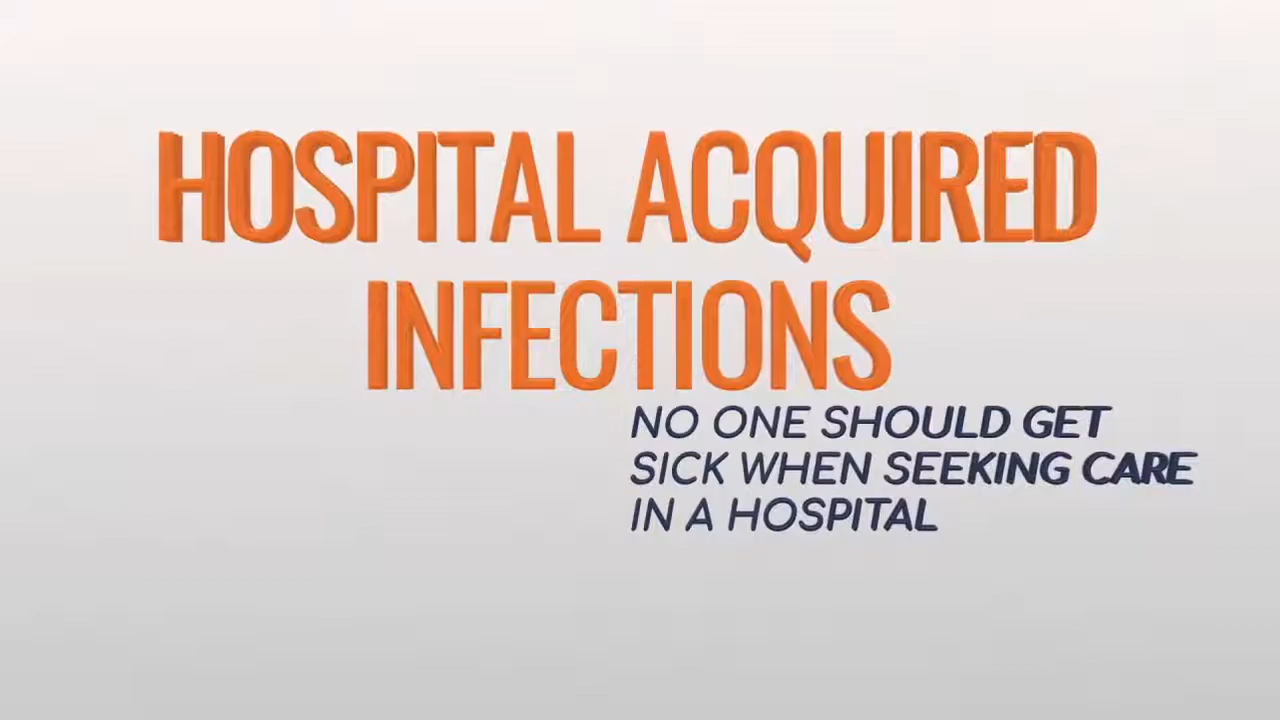 HOSPITAL ACQUIRED
INFECTIONS
NO ONE SHOULD GET
SICK WHEN SEEKING CARE
IN A HOSPITAL